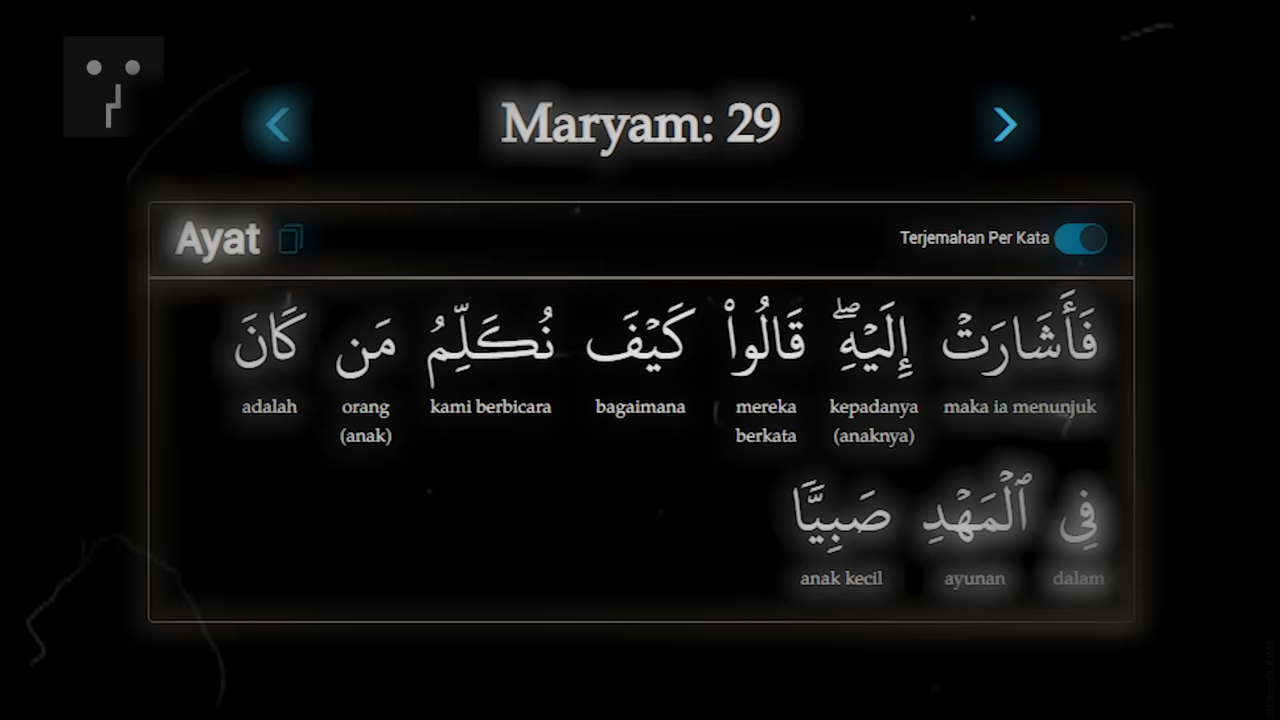 Maryam: 29
Ayat
Terjemahan Per Kata
فَأَشَارَتْ إِلَيْهِ ۖ قَالُوا۟ كَيْفَ نُكَلِّمُ مَن كَانَ
maka ia menunjuk kepadanya (anaknya) mereka berkata bagaimana kami berbicara orang (anak) adalah
فِى ٱلْمَهْدِ صَبِيًّا
dalam ayunan anak kecil